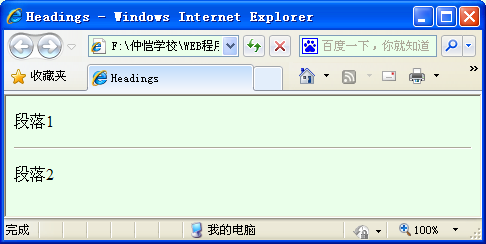 Headings - Windows Internet Explorer
F:\仲恺学校\WEB程序
百度一下，你就知道
收藏夹
Headings
段落1
段落2
完成
我的电脑
100%